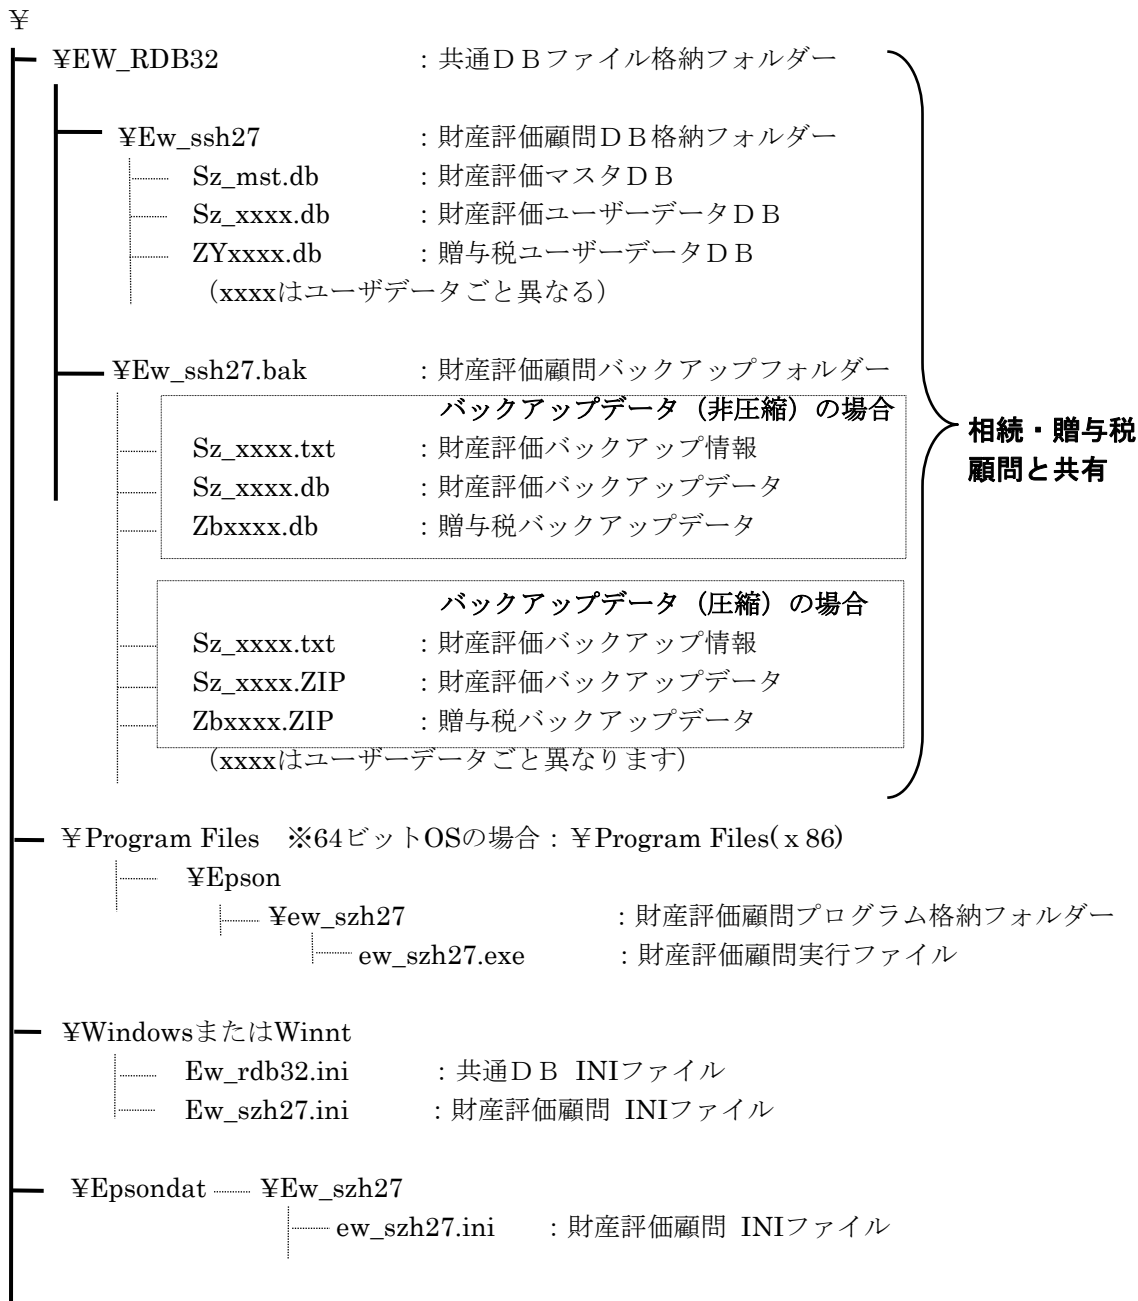 ¥
¥EW_RDB32 : 共通ＤＢファイル格納フォルダー
¥Ew_ssh27 : 財産評価顧問ＤＢ格納フォルダー
Sz_mst.db : 財産評価マスタＤＢ
Sz_xxxx.db : 財産評価ユーザーデータＤＢ
ZYxxxx.db : 贈与税ユーザーデータＤＢ
（xxxxはユーザデータごと異なる）
¥Ew_ssh27.bak : 財産評価顧問バックアップフォルダー
バックアップデータ（非圧縮）の場合
Sz_xxxx.txt : 財産評価バックアップ情報
Sz_xxxx.db : 財産評価バックアップデータ
Zbxxxx.db : 贈与税バックアップデータ
相続・贈与税
顧問と共有
バックアップデータ（圧縮）の場合
Sz_xxxx.txt : 財産評価バックアップ情報
Sz_xxxx.ZIP : 財産評価バックアップデータ
Zbxxxx.ZIP : 贈与税バックアップデータ
（xxxxはユーザーデータごと異なります）
¥Program Files ※64ビットOSの場合 : ¥Program Files(ｘ86)
¥Epson
¥ew_szh27 : 財産評価顧問プログラム格納フォルダー
ew_szh27.exe : 財産評価顧問実行ファイル
¥WindowsまたはWinnt
Ew_rdb32.ini : 共通ＤＢ INIファイル
Ew_szh27.ini : 財産評価顧問 INIファイル
¥Epsondat ¥Ew_szh27
ew_szh27.ini : 財産評価顧問 INIファイル